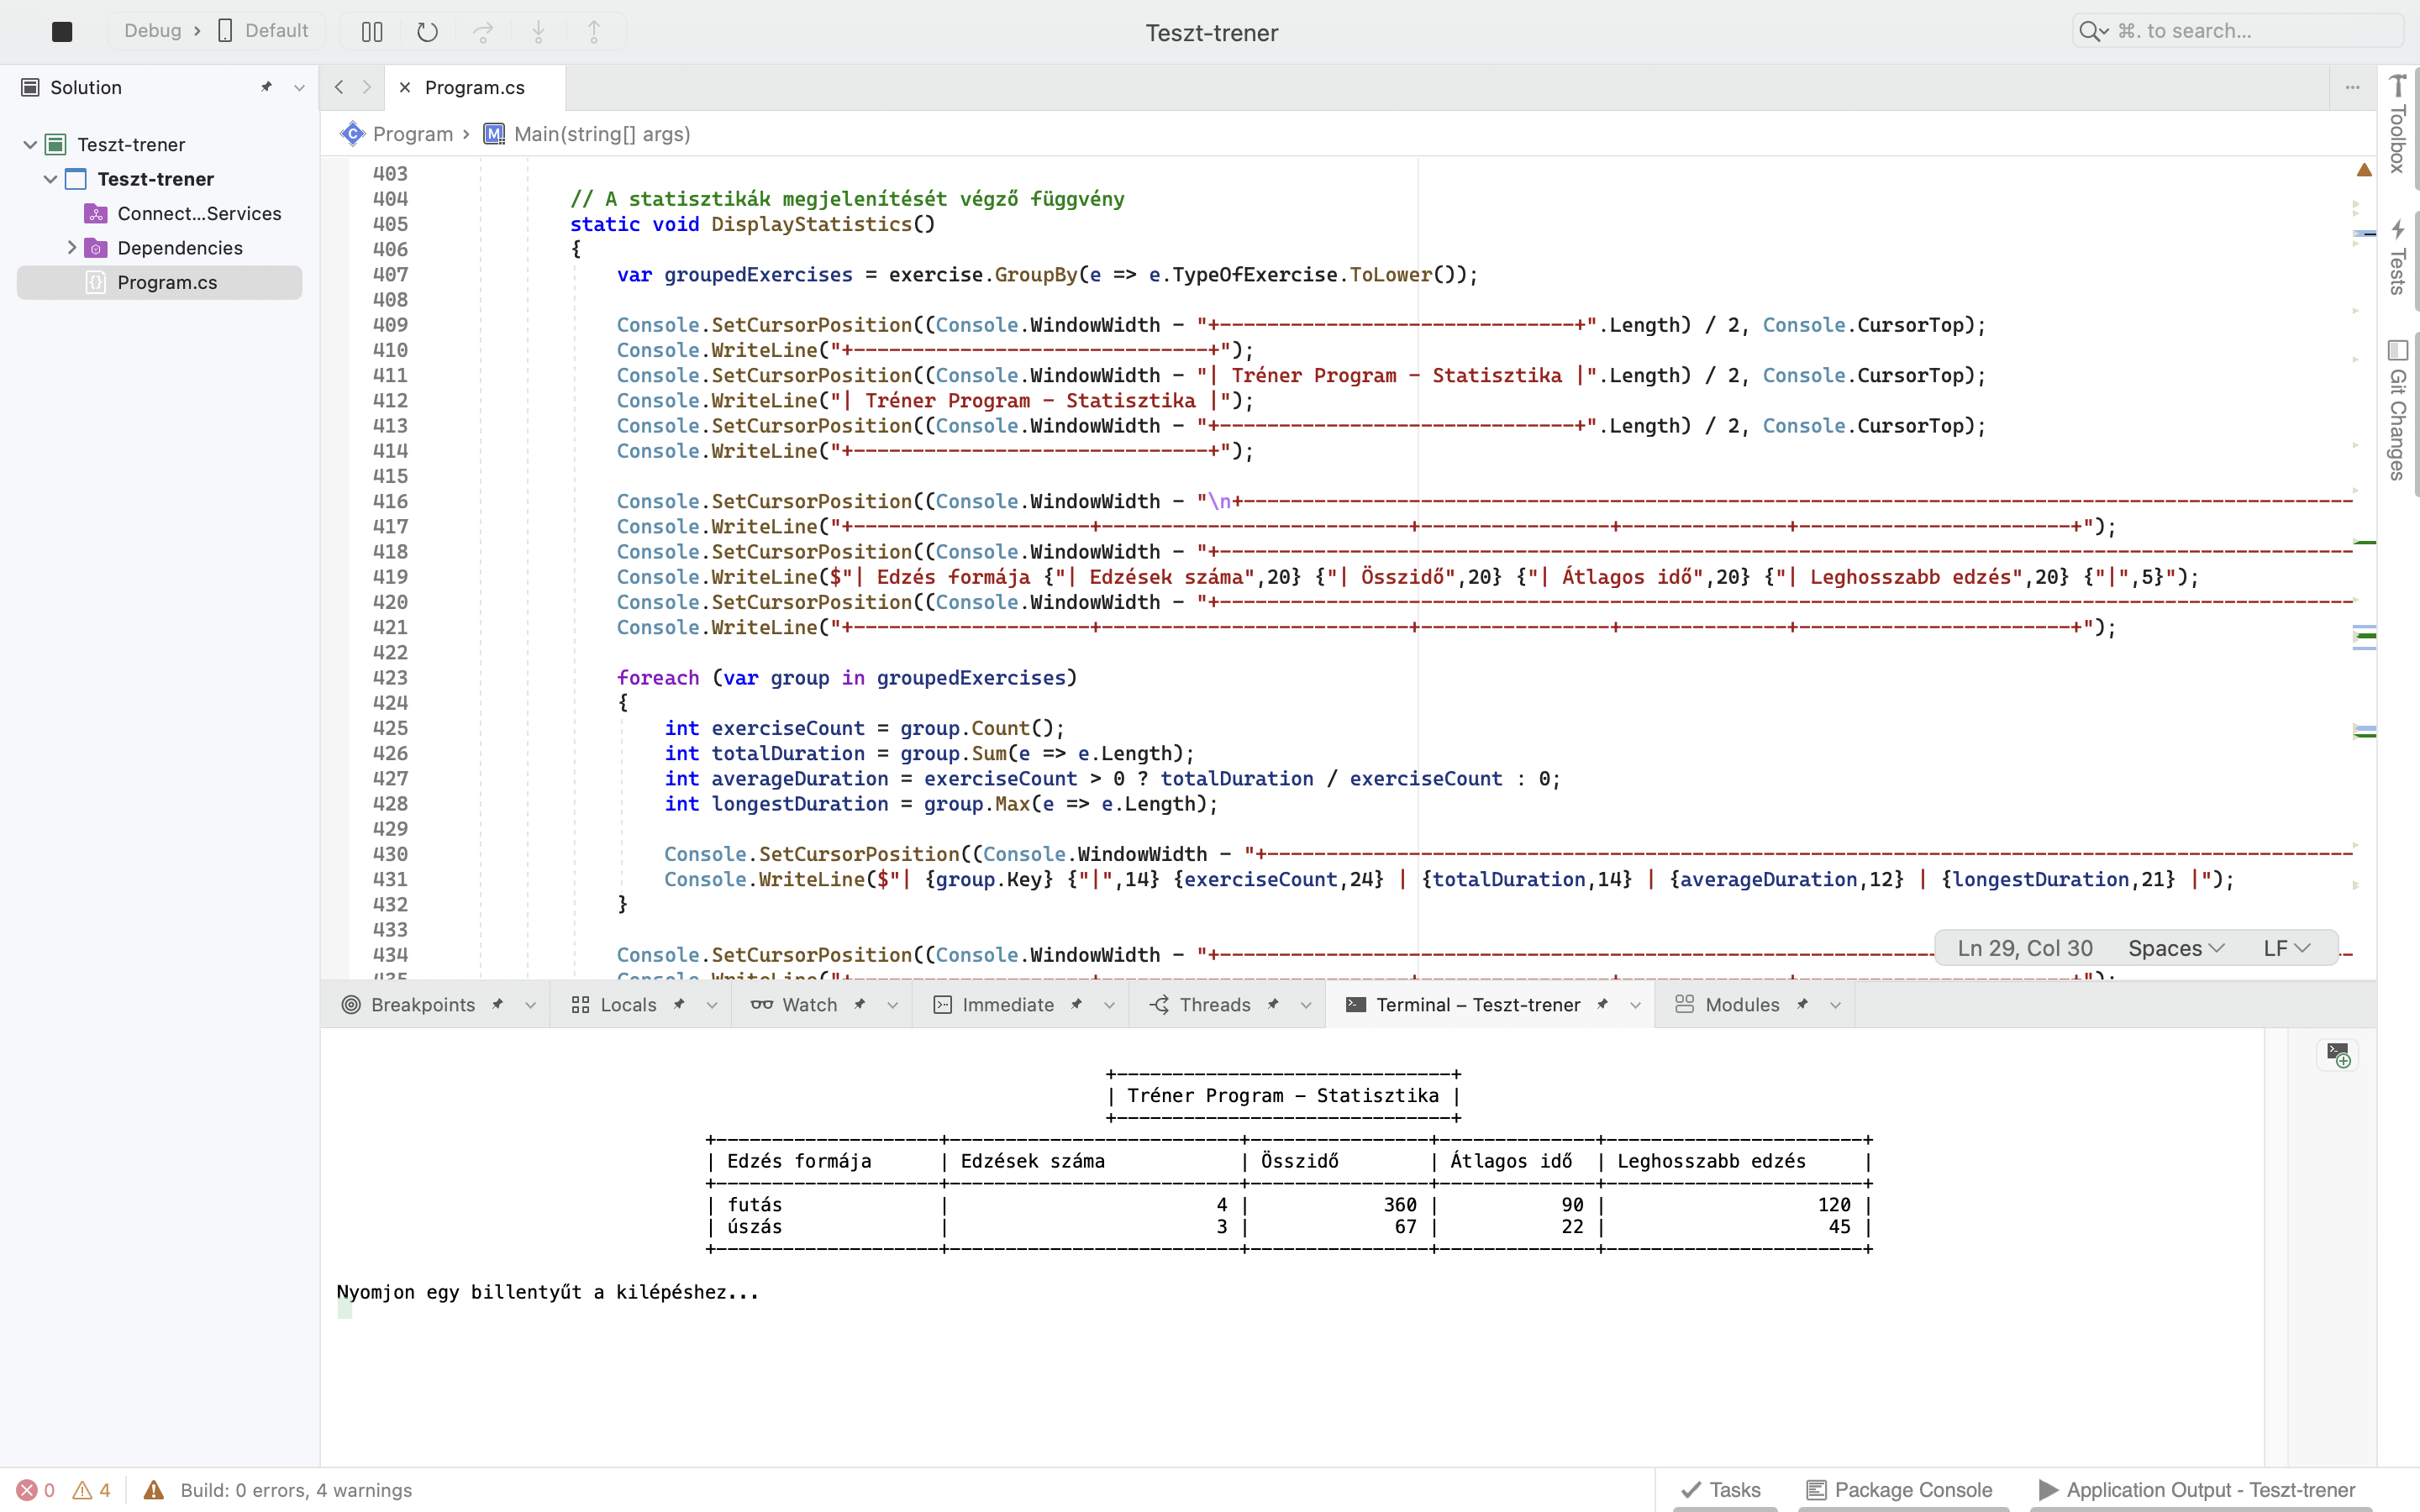 Debug › Default
Teszt-trener
⌘. to search...
Solution
Program.cs
Toolbox
Tests
Git Changes
Teszt-trener
Teszt-trener
Connect...Services
Dependencies
Program.cs
Program › Main(string[] args)
403
404 // A statisztikák megjelenítését végző függvény
405 static void DisplayStatistics()
406 {
407 var groupedExercises = exercise.GroupBy(e => e.TypeOfExercise.ToLower());
408
409 Console.SetCursorPosition((Console.WindowWidth - "+------------------------------+".Length) / 2, Console.CursorTop);
410 Console.WriteLine("+------------------------------+");
411 Console.SetCursorPosition((Console.WindowWidth - "| Tréner Program - Statisztika |".Length) / 2, Console.CursorTop);
412 Console.WriteLine("| Tréner Program - Statisztika |");
413 Console.SetCursorPosition((Console.WindowWidth - "+------------------------------+".Length) / 2, Console.CursorTop);
414 Console.WriteLine("+------------------------------+");
415
416 Console.SetCursorPosition((Console.WindowWidth - "\n+----------------------------------------------------------------------------------------------
417 Console.WriteLine("+--------------------+--------------------------+----------------+--------------+-----------------------+");
418 Console.SetCursorPosition((Console.WindowWidth - "+------------------------------------------------------------------------------------------------
419 Console.WriteLine($"| Edzés formája {"| Edzések száma",20} {"| Összidő",20} {"| Átlagos idő",20} {"| Leghosszabb edzés",20} {"|",5}");
420 Console.SetCursorPosition((Console.WindowWidth - "+------------------------------------------------------------------------------------------------
421 Console.WriteLine("+--------------------+--------------------------+----------------+--------------+-----------------------+");
422
423 foreach (var group in groupedExercises)
424 {
425 int exerciseCount = group.Count();
426 int totalDuration = group.Sum(e => e.Length);
427 int averageDuration = exerciseCount > 0 ? totalDuration / exerciseCount : 0;
428 int longestDuration = group.Max(e => e.Length);
429
430 Console.SetCursorPosition((Console.WindowWidth - "+--------------------------------------------------------------------------------------------
431 Console.WriteLine($"| {group.Key} {"|",14} {exerciseCount,24} | {totalDuration,14} | {averageDuration,12} | {longestDuration,21} |");
432 }
433
434 Console.SetCursorPosition((Console.WindowWidth - "+------------------------------------------------------------
435 Console.WriteLine("+--------------------+--------------------------+----------------+--------------+-----------------------+");
Ln 29, Col 30 Spaces LF
Breakpoints Locals Watch Immediate Threads Terminal – Teszt-trener Modules
+------------------------------+
| Tréner Program - Statisztika |
+------------------------------+
+--------------------+--------------------------+----------------+--------------+-----------------------+
| Edzés formája | Edzések száma | Összidő | Átlagos idő | Leghosszabb edzés |
+--------------------+--------------------------+----------------+--------------+-----------------------+
| futás | 4 | 360 | 90 | 120 |
| úszás | 3 | 67 | 22 | 45 |
+--------------------+--------------------------+----------------+--------------+-----------------------+
Nyomjon egy billentyűt a kilépéshez...
0 4 Build: 0 errors, 4 warnings
Tasks Package Console Application Output - Teszt-trener